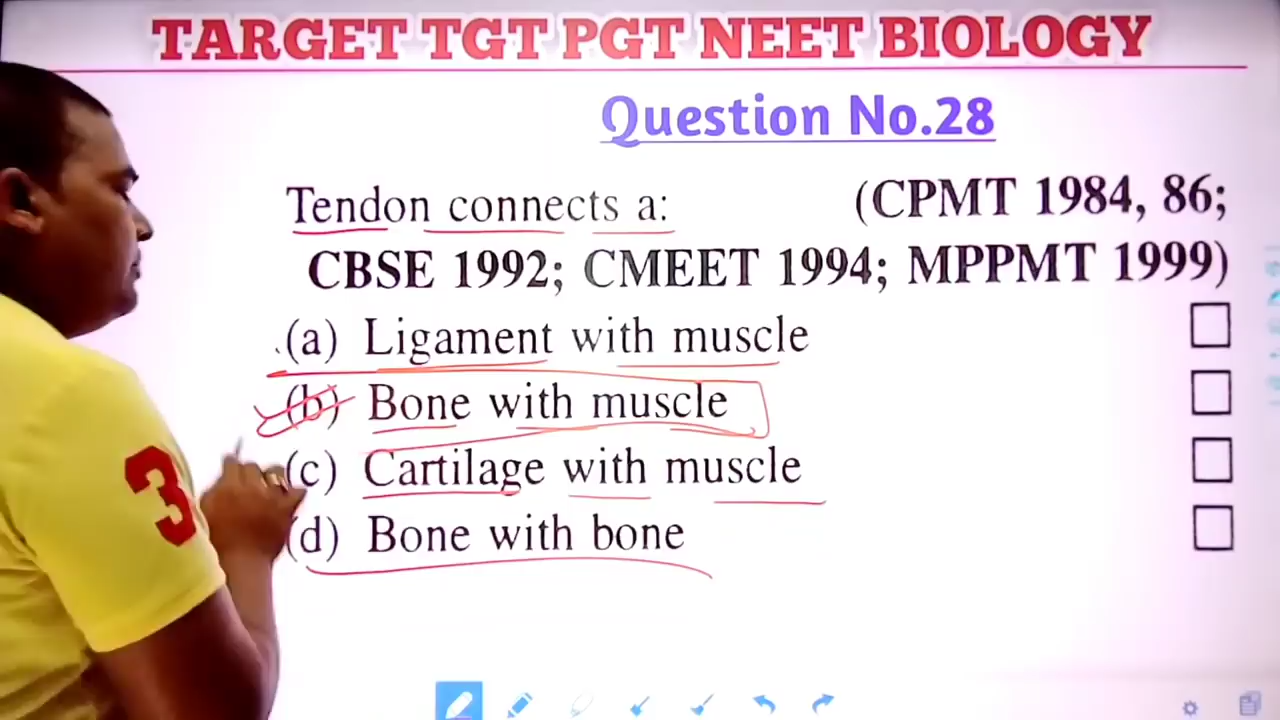 TARGET TGT PGT NEET BIOLOGY
Question No.28
Tendon connects a: (CPMT 1984, 86;
CBSE 1992; CMEET 1994; MPPMT 1999)
(a) Ligament with muscle
(b) Bone with muscle
(c) Cartilage with muscle
(d) Bone with bone
3